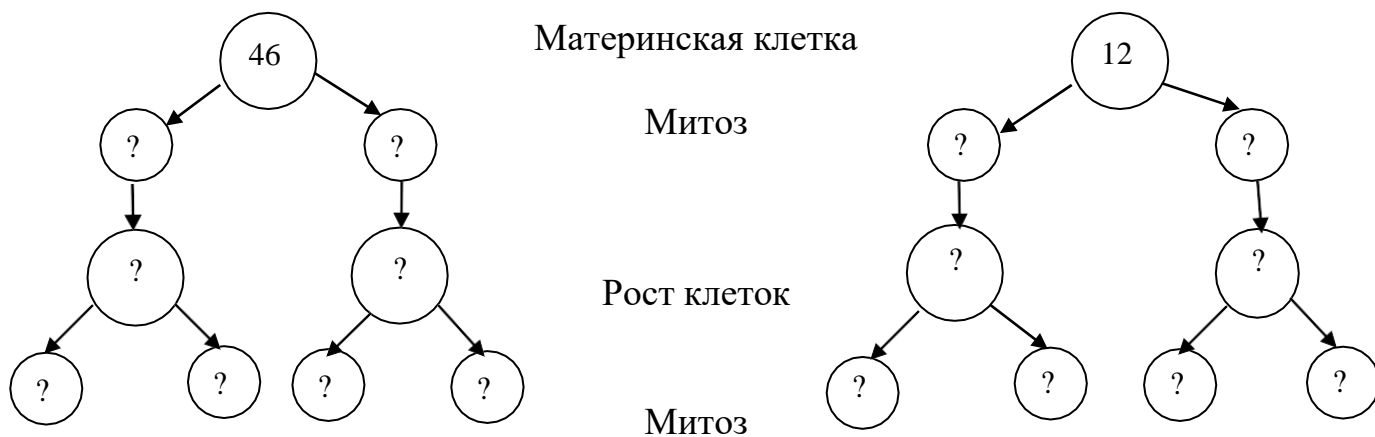 46 Материнская клетка 12
? ? Митоз ? ?
? ? ? ?
Рост клеток
? ? ? ? ? ? ? ?
Митоз